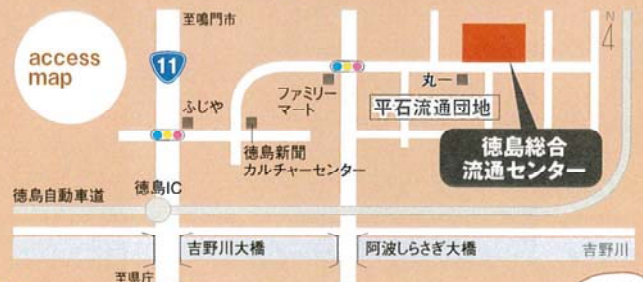 access
map
11
至鳴門市
N
4
ふじや
ファミリー
マート
丸一
平石流通団地
徳島新聞
カルチャーセンター
徳島総合
流通センター
徳島自動車道
徳島IC
吉野川大橋
阿波しらさぎ大橋
吉野川
至県庁